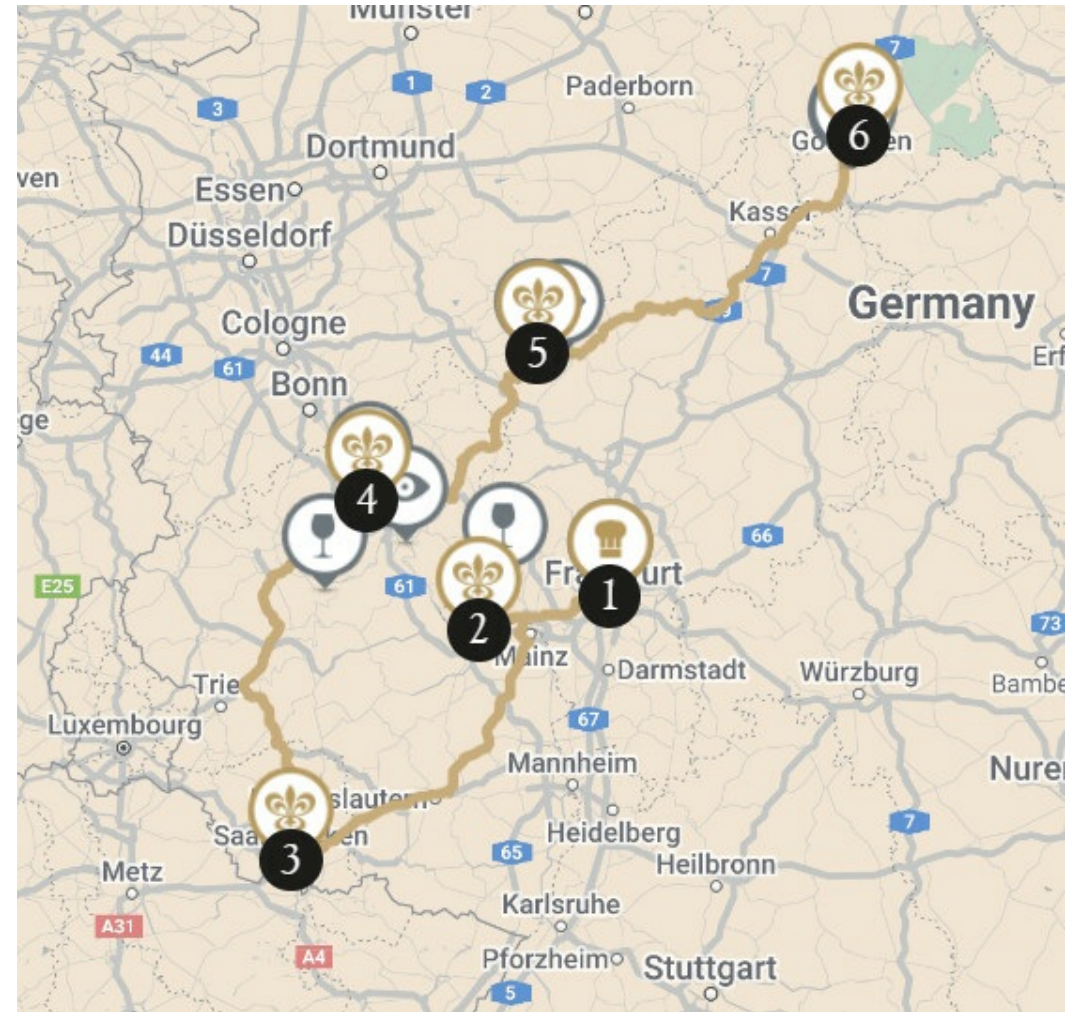 1
2
3
7
Paderborn
6
Dortmund
ven
Essen
Düsseldorf
7
Germany
Cologne
44
61
Bonn
5
ge
4
66
E25
61
1
2
73
Mainz
Darmstadt
Würzburg
Luxembourg
67
Mannheim
3
Heidelberg
7
65
Heilbronn
Metz
Karlsruhe
A31
A4
Pforzheim
Stuttgart
5